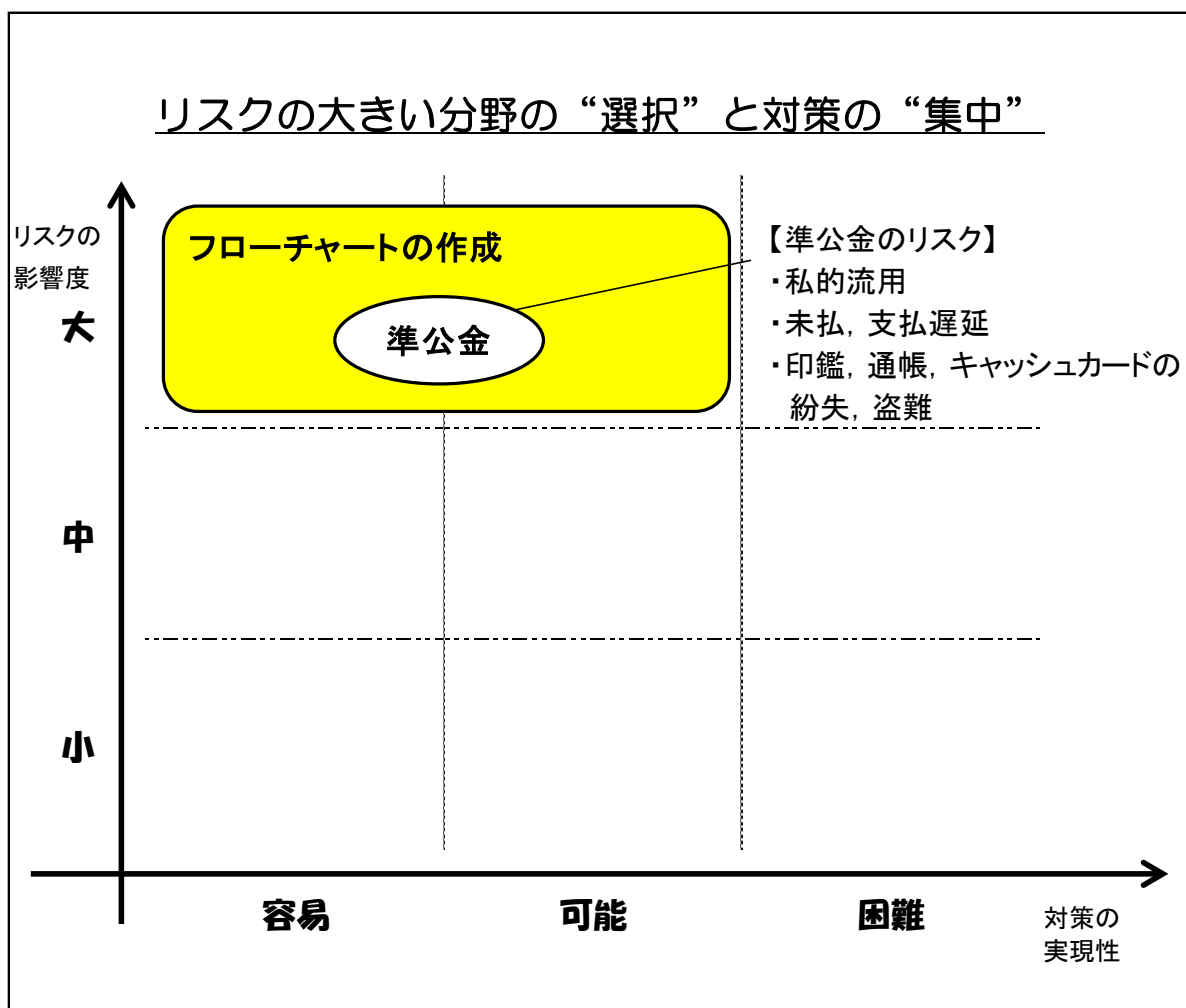 リスクの大きい分野の“選択”と対策の“集中”
リスクの
影響度
大
中
小
フローチャートの作成
準公金
【準公金のリスク】
・私的流用
・未払，支払遅延
・印鑑，通帳，キャッシュカードの
紛失，盗難
容易
可能
困難
対策の
実現性